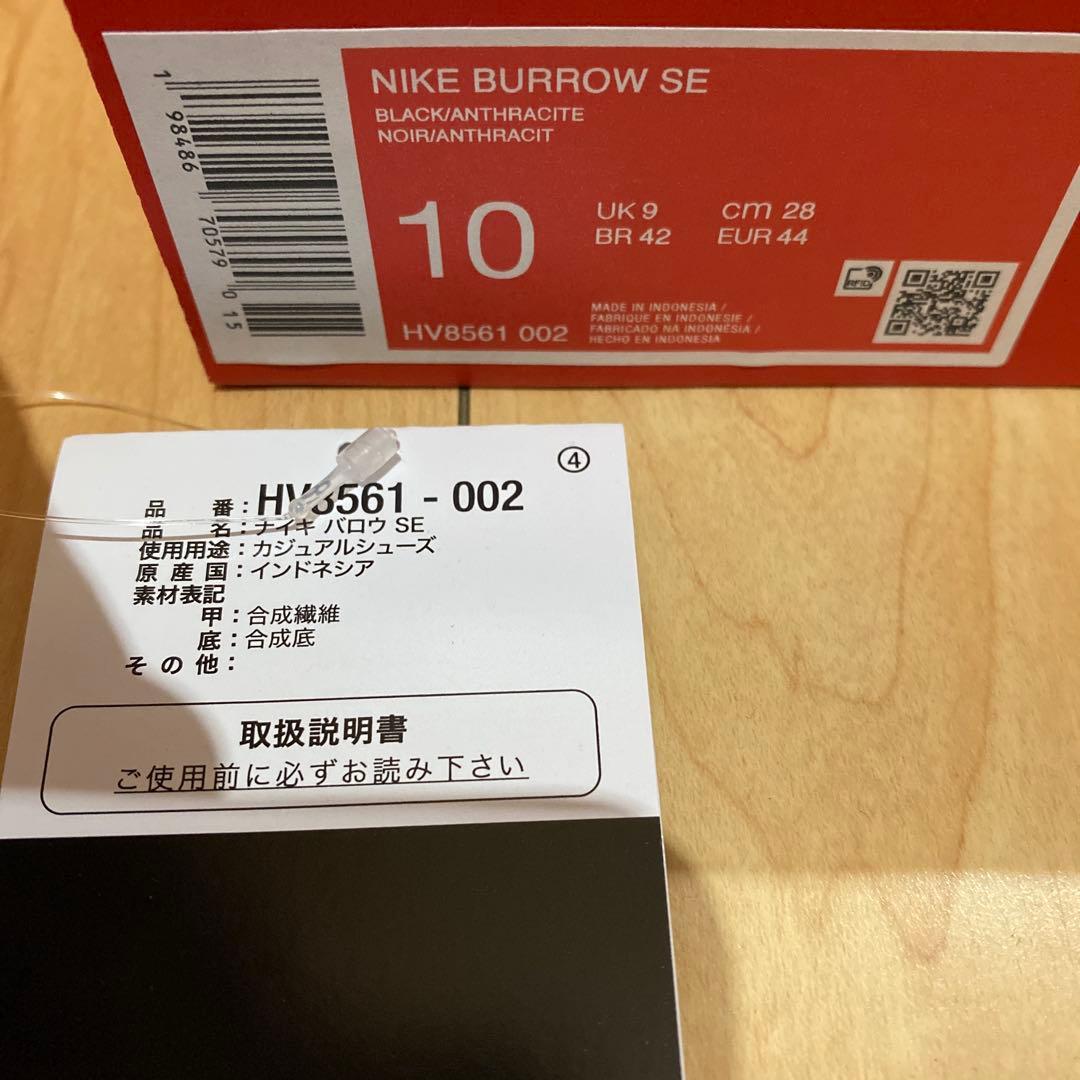 NIKE BURROW SE
BLACK/ANTHRACITE
NOIR/ANTHRACIT
10
UK 9 cm 28
BR 42 EUR 44
HV8561 002
MADE IN INDONESIA /
FABRIQUE EN INDONESIE /
FABRICADO NA INDONÉSIA /
HECHO EN INDONESIA
RFID
1 98486 70579 0 15
④
品番：HV8561 - 002
品名：ナイキ バロウ SE
使用用途：カジュアルシューズ
原産国：インドネシア
素材表記
甲：合成繊維
底：合成底
その他：
取扱説明書
ご使用前に必ずお読み下さい